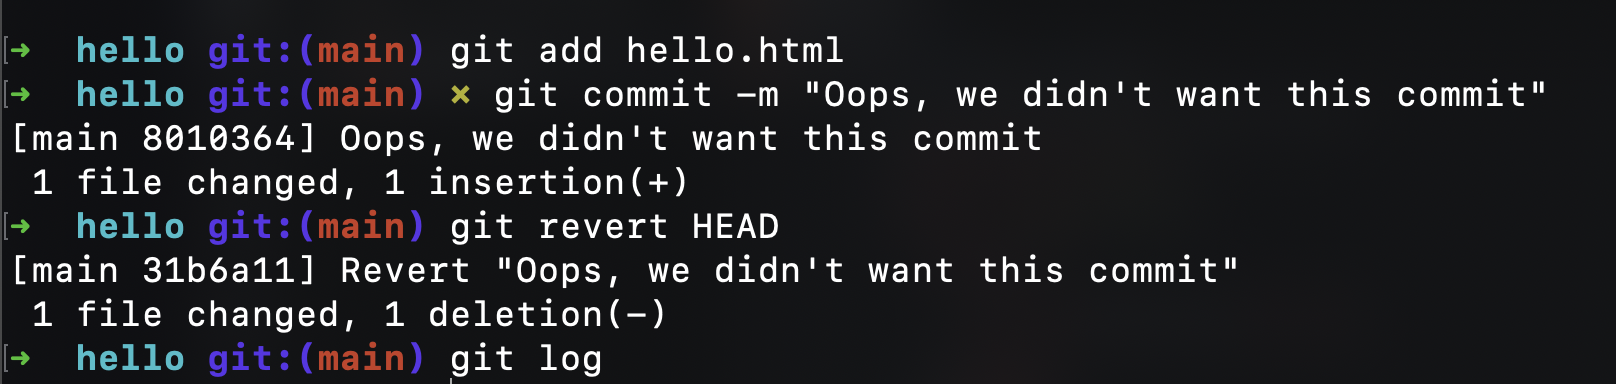 ➜  hello git:(main) git add hello.html
➜  hello git:(main) ✗ git commit -m "Oops, we didn't want this commit"
[main 8010364] Oops, we didn't want this commit
 1 file changed, 1 insertion(+)
➜  hello git:(main) git revert HEAD
[main 31b6a11] Revert "Oops, we didn't want this commit"
 1 file changed, 1 deletion(-)
➜  hello git:(main) git log